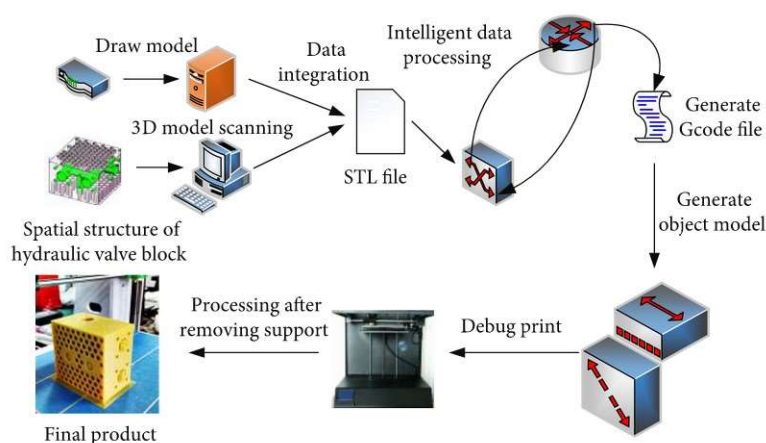 Draw model
Data
integration
Intelligent data
processing
3D model scanning
STL file
Generate
Gcode file
Spatial structure of
hydraulic valve block
Generate
object model
Processing after
removing support
Debug print
Final product